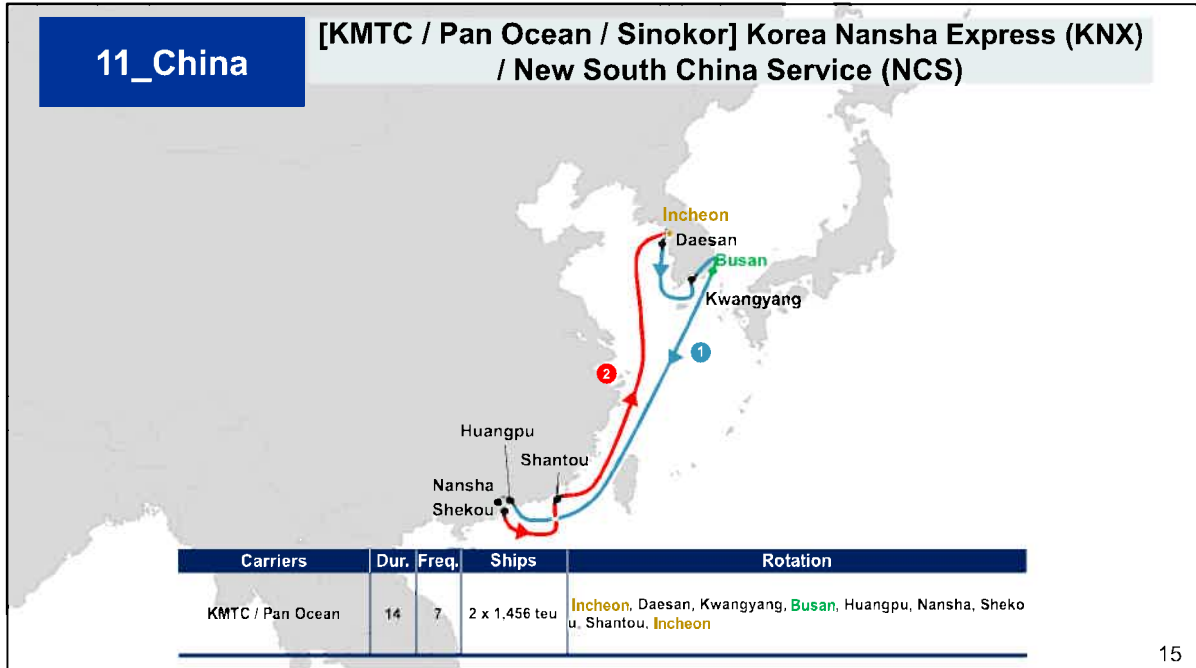 11_China
[KMTC / Pan Ocean / Sinokor] Korea Nansha Express (KNX)
/ New South China Service (NCS)
Incheon
Daesan
Busan
Kwangyang
1
2
Huangpu
Shantou
Nansha
Shekou
Carriers Dur. Freq. Ships Rotation
KMTC / Pan Ocean 14 7 2 x 1,456 teu Incheon, Daesan, Kwangyang, Busan, Huangpu, Nansha, Sheko
u, Shantou, Incheon
15